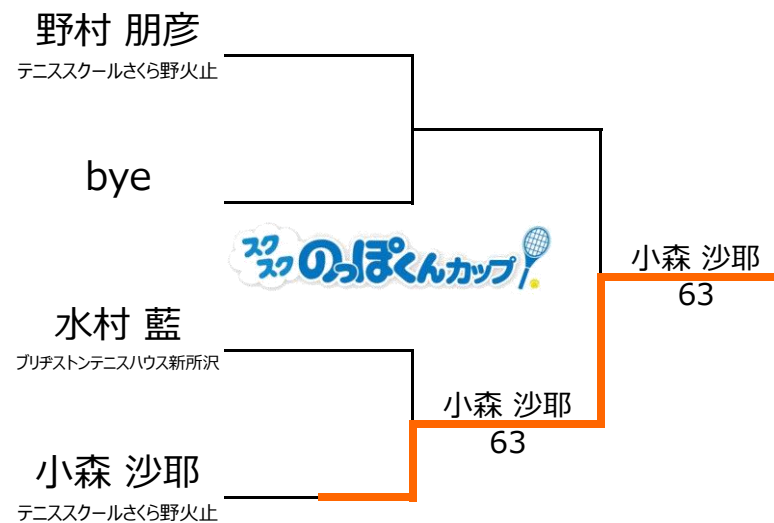 野村 朋彦
テニススクールさくら野火止
bye
スク
スク のっぽくんカップ!
小森 沙耶
63
水村 藍
ブリヂストンテニスハウス新所沢
小森 沙耶
63
小森 沙耶
テニススクールさくら野火止